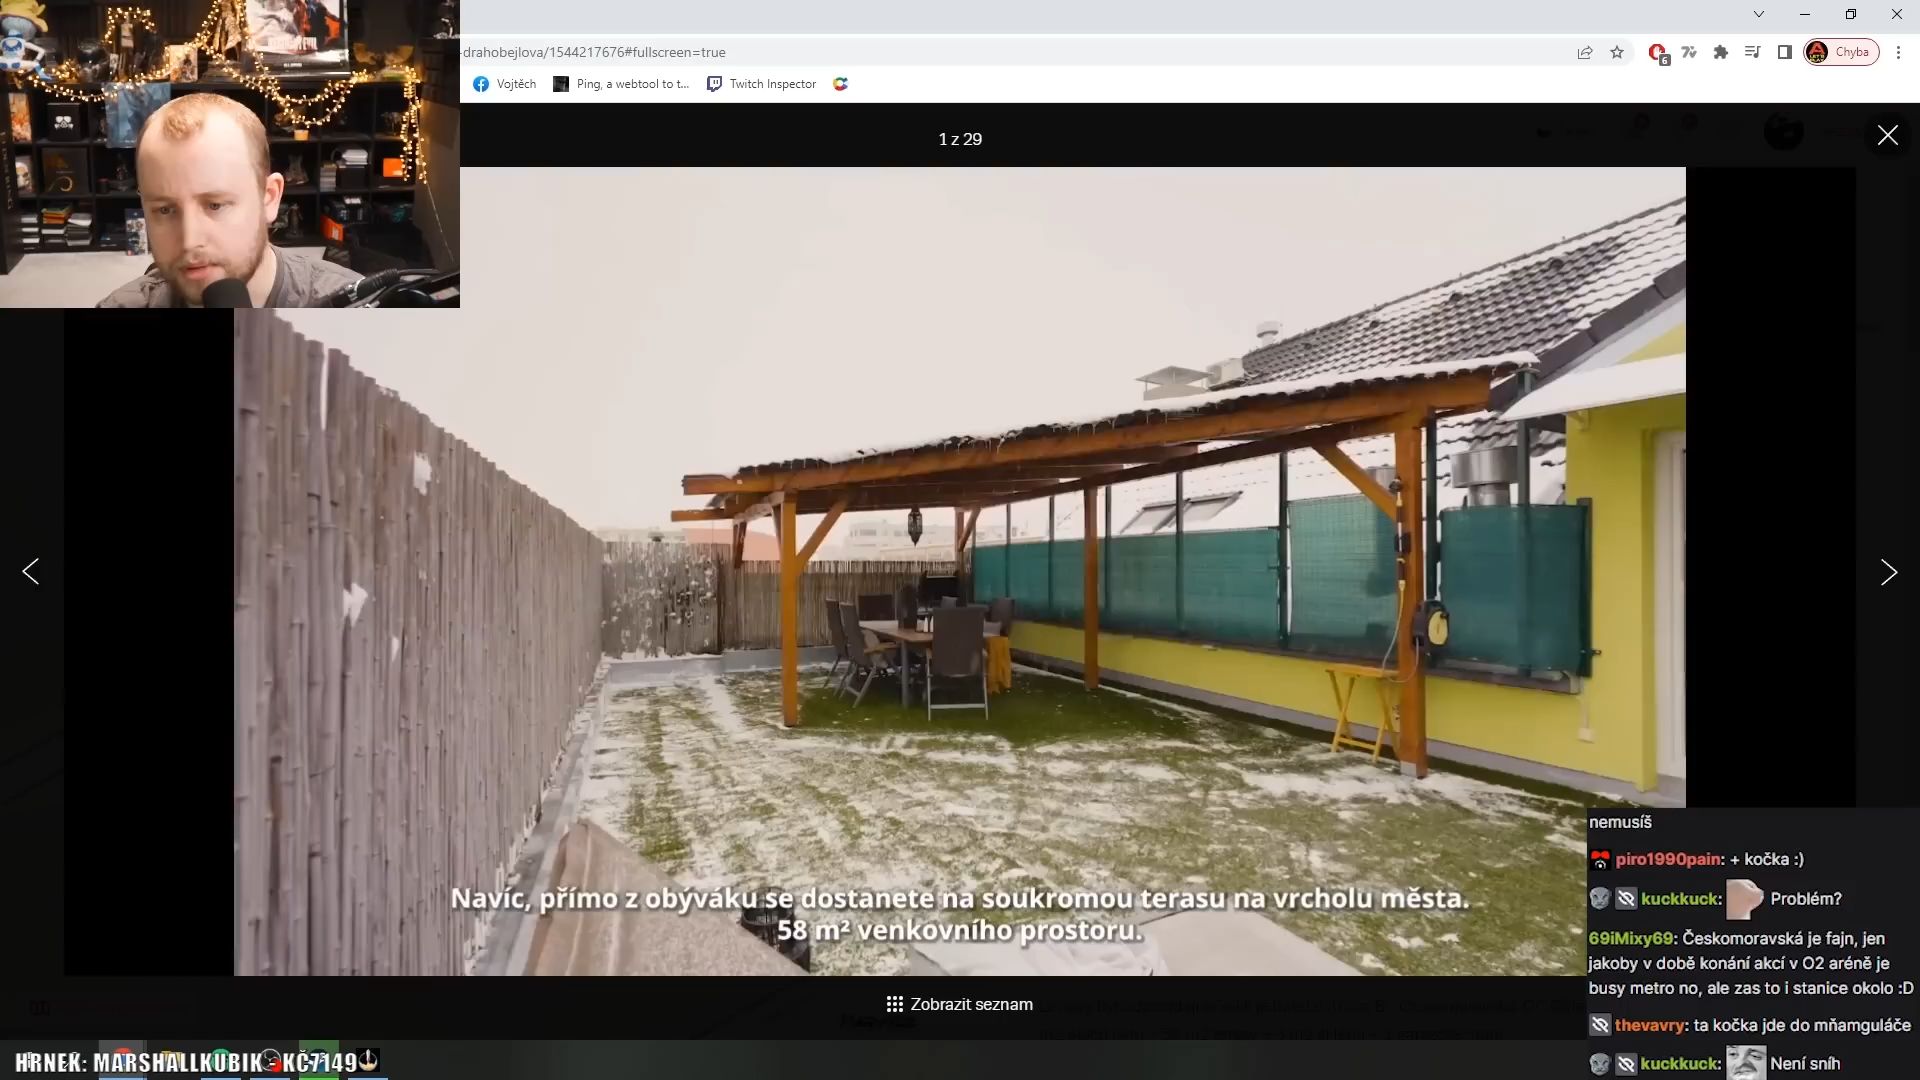 -drahobejlova/1544217676#fullscreen=true
6
Chyba
Vojtěch
Ping, a webtool to t...
Twitch Inspector
1 z 29
Navíc, přímo z obýváku se dostanete na soukromou terasu na vrcholu města.
58 m² venkovního prostoru.
Zobrazit seznam
nemusíš
piro1990pain: + kočka :)
kuckkuck: Problém?
69iMixy69: Českomoravská je fajn, jen
jakoby v době konání akcí v O2 aréně je
busy metro no, ale zas to i stanice okolo :D
thevavry: ta kočka jde do mňamguláče
kuckkuck: Není sníh
HRNEK: MARSHALLKUBIK - KČ7149